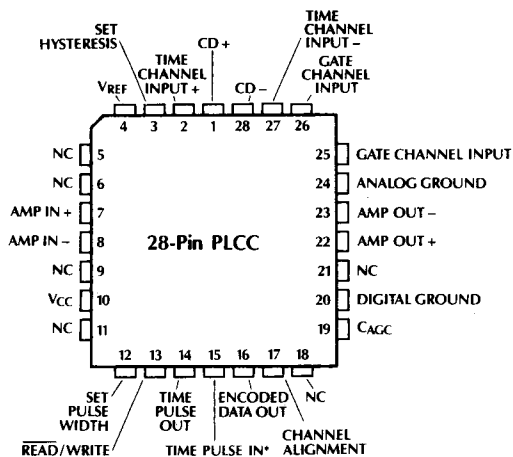 SET
HYSTERESIS
CD +
TIME
CHANNEL
INPUT –
TIME
CHANNEL
INPUT +
GATE
CHANNEL
INPUT
VREF
CD –
4 3 2 1 28 27 26
NC 5
25 GATE CHANNEL INPUT
NC 6
24 ANALOG GROUND
AMP IN + 7
23 AMP OUT –
AMP IN – 8
28-Pin PLCC
22 AMP OUT +
NC 9
21 NC
VCC 10
20 DIGITAL GROUND
NC 11
19 CAGC
12 13 14 15 16 17 18
SET
PULSE
WIDTH
READ/WRITE
TIME
PULSE
OUT
TIME PULSE IN*
ENCODED
DATA OUT
CHANNEL
ALIGNMENT
NC